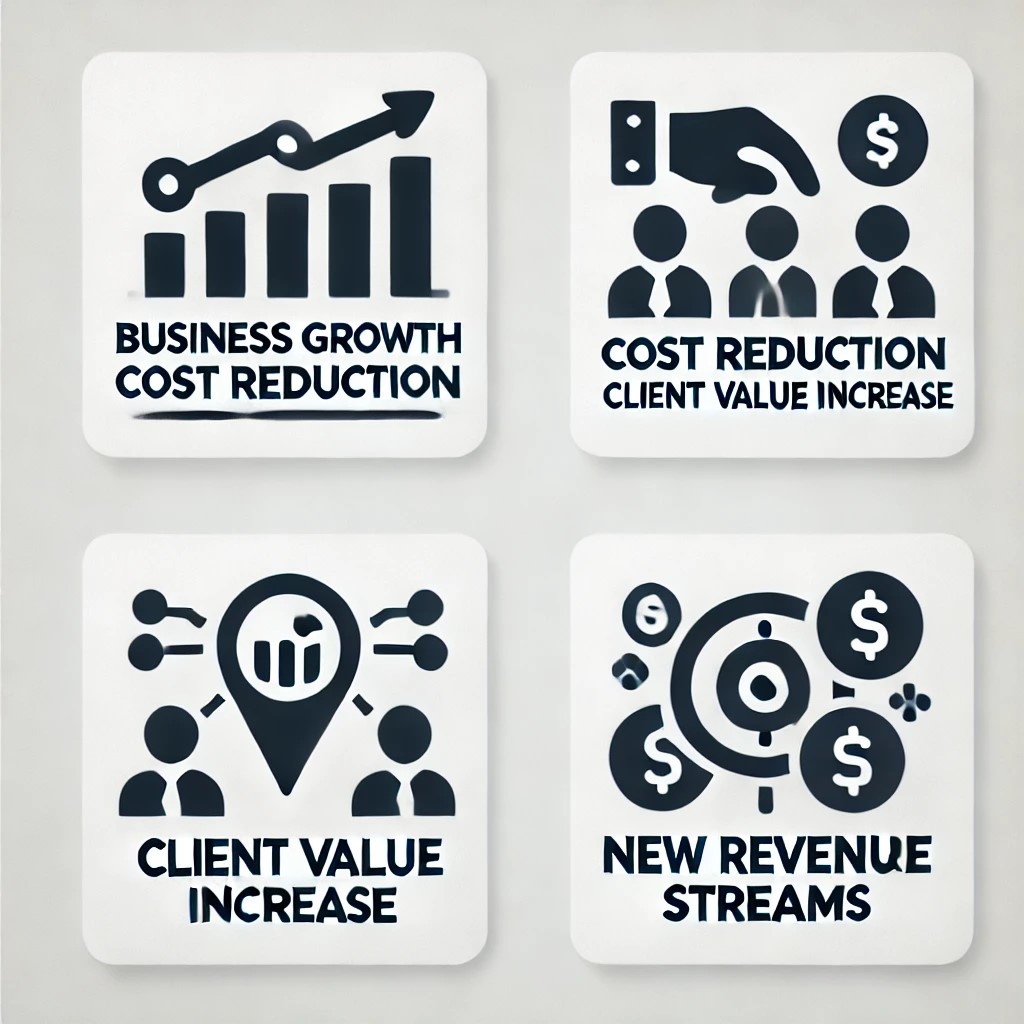 BUSINESS GROWTH
COST REDUCTION
$
COST REDUCTION
CLIENT VALUE INCREASE
CLIENT VALUE
INCREASE
$
$
$
$
NEW REVENUE
STREAMS